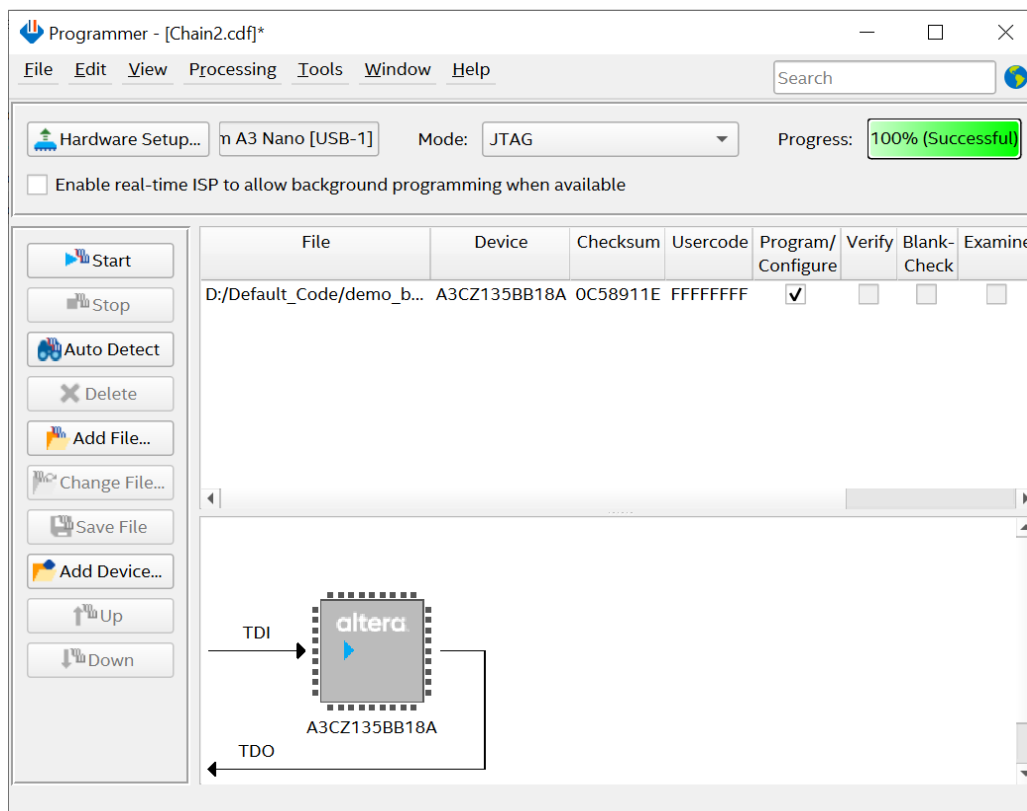 Programmer - [Chain2.cdf]*
File Edit View Processing Tools Window Help
Search
Hardware Setup... m A3 Nano [USB-1] Mode: JTAG Progress: 100% (Successful)
Enable real-time ISP to allow background programming when available
File Device Checksum Usercode Program/ Configure Verify Blank- Check Examine
D:/Default_Code/demo_b... A3CZ135BB18A 0C58911E FFFFFFFF
Start
Stop
Auto Detect
Delete
Add File...
Change File...
Save File
Add Device...
Up
Down
TDI
altera
A3CZ135BB18A
TDO